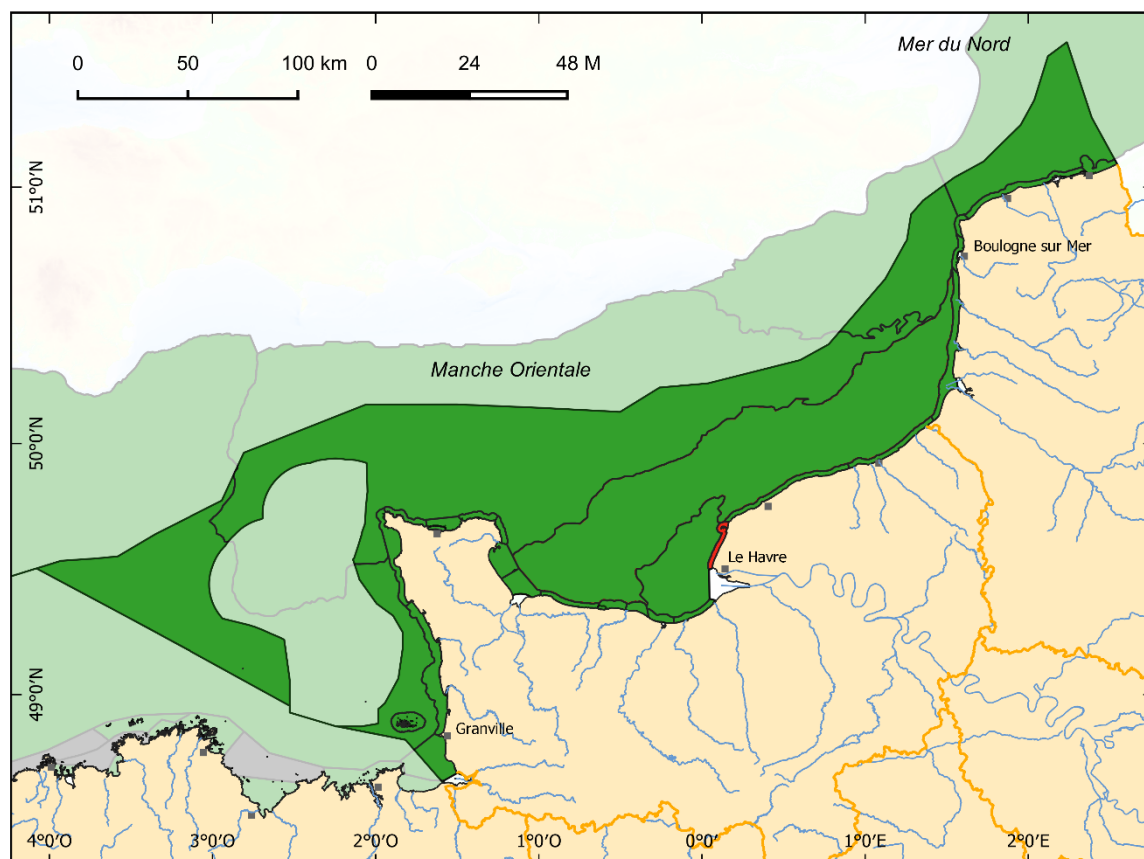 Mer du Nord
0 50 100 km 0 24 48 M
51°0'N
Boulogne sur Mer
Manche Orientale
50°0'N
Le Havre
49°0'N
Granville
4°0'O 3°0'O 2°0'O 1°0'O 0°0' 1°0'E 2°0'E